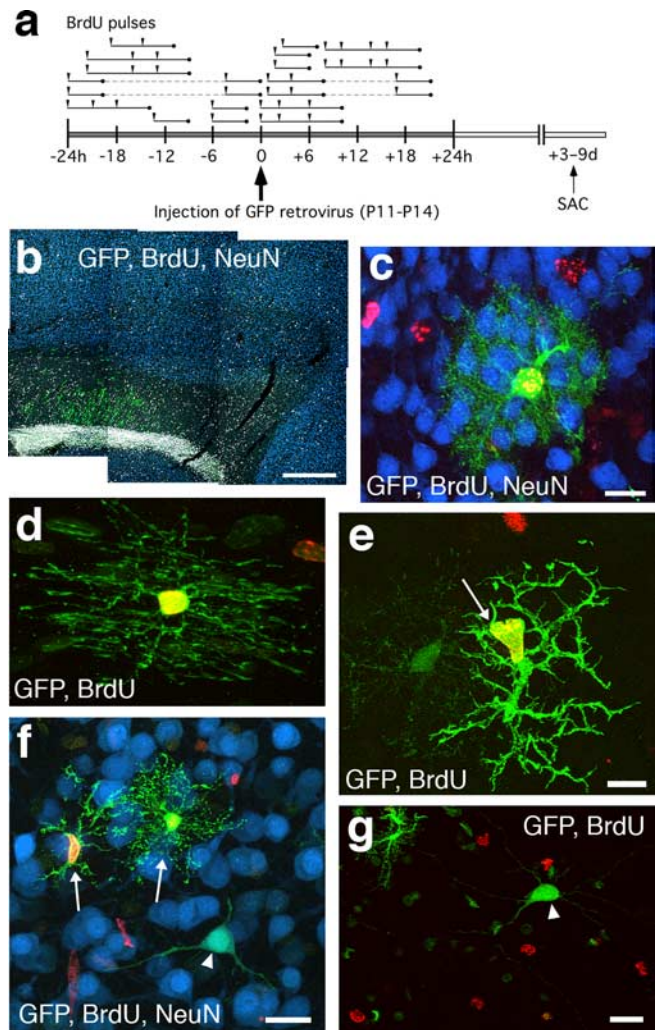 a
BrdU pulses
-24h -18 -12 -6 0 +6 +12 +18 +24h +3–9d
Injection of GFP retrovirus (P11-P14) SAC
b
GFP, BrdU, NeuN
c
GFP, BrdU, NeuN
d
GFP, BrdU
e
GFP, BrdU
f
GFP, BrdU, NeuN
g
GFP, BrdU